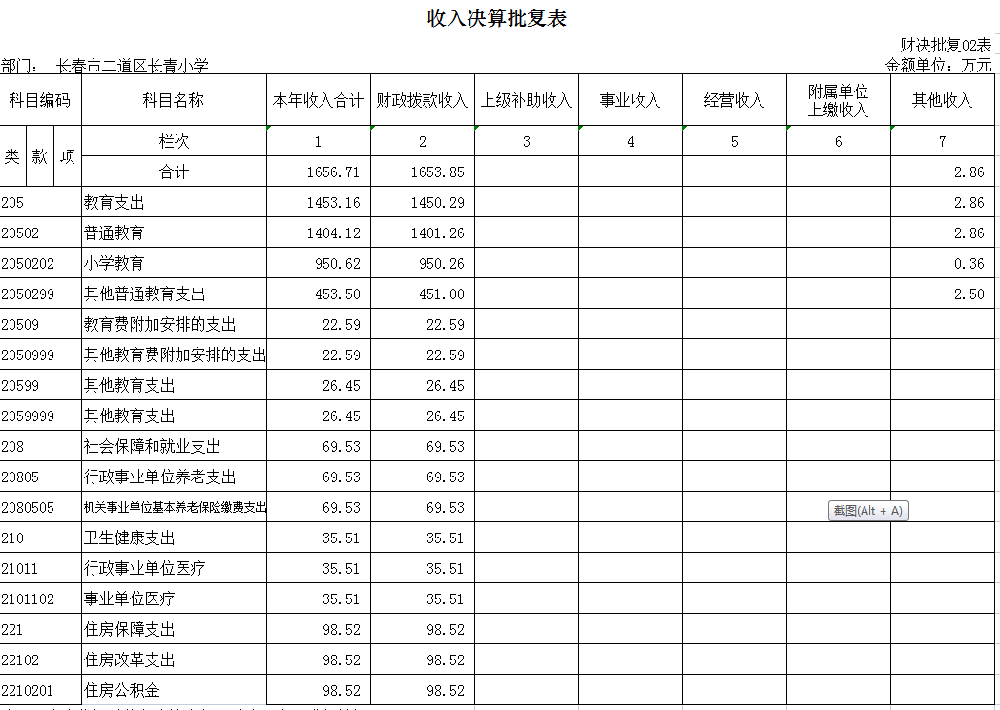 收入决算批复表
财决批复02表
部门： 长春市二道区长青小学 金额单位：万元
科目编码 科目名称 本年收入合计 财政拨款收入 上级补助收入 事业收入 经营收入 附属单位上缴收入 其他收入
类 款 项 栏次 1 2 3 4 5 6 7
合计 1656.71 1653.85 2.86
205 教育支出 1453.16 1450.29 2.86
20502 普通教育 1404.12 1401.26 2.86
2050202 小学教育 950.62 950.26 0.36
2050299 其他普通教育支出 453.50 451.00 2.50
20509 教育费附加安排的支出 22.59 22.59
2050999 其他教育费附加安排的支出 22.59 22.59
20599 其他教育支出 26.45 26.45
2059999 其他教育支出 26.45 26.45
208 社会保障和就业支出 69.53 69.53
20805 行政事业单位养老支出 69.53 69.53
2080505 机关事业单位基本养老保险缴费支出 69.53 69.53
截图(Alt + A)
210 卫生健康支出 35.51 35.51
21011 行政事业单位医疗 35.51 35.51
2101102 事业单位医疗 35.51 35.51
221 住房保障支出 98.52 98.52
22102 住房改革支出 98.52 98.52
2210201 住房公积金 98.52 98.52